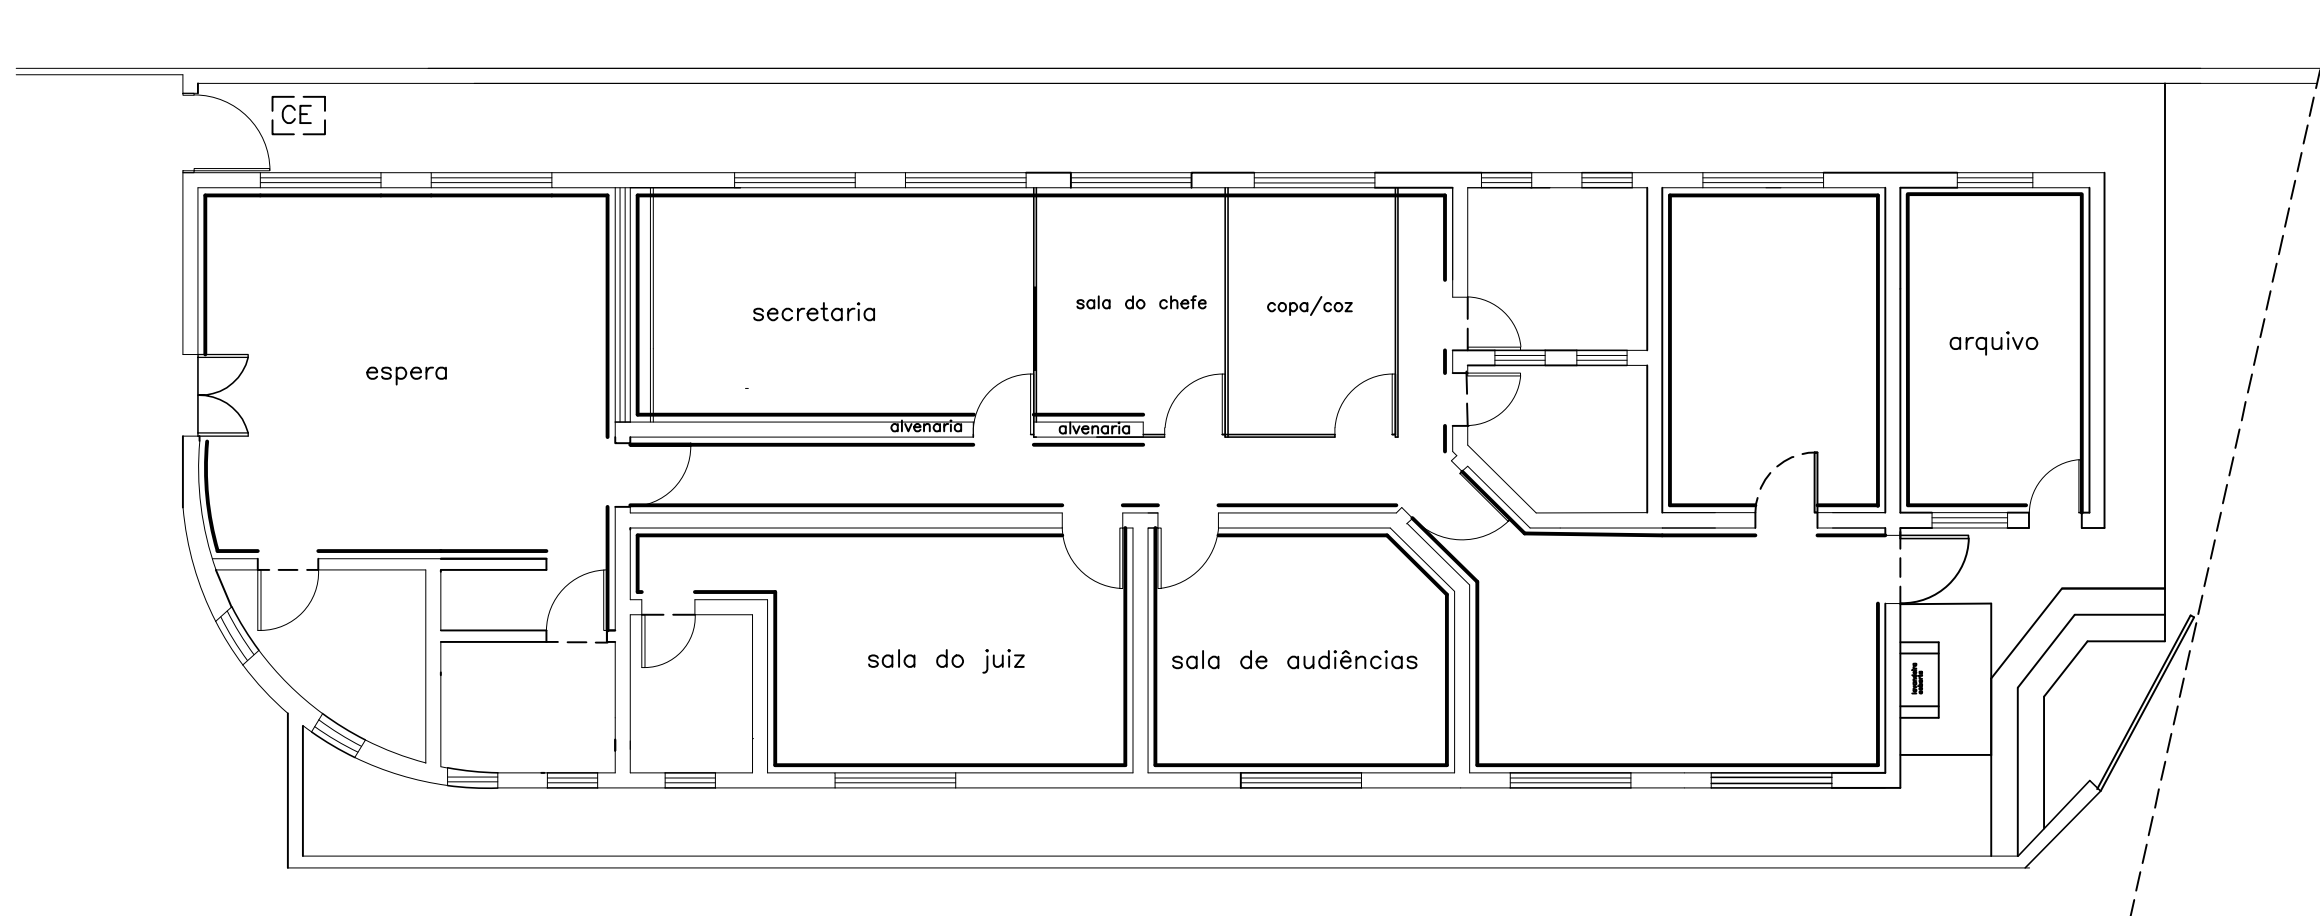 CE
secretaria
sala do chefe
copa/coz
arquivo
espera
alvenaria
alvenaria
sala do juiz
sala de audiências